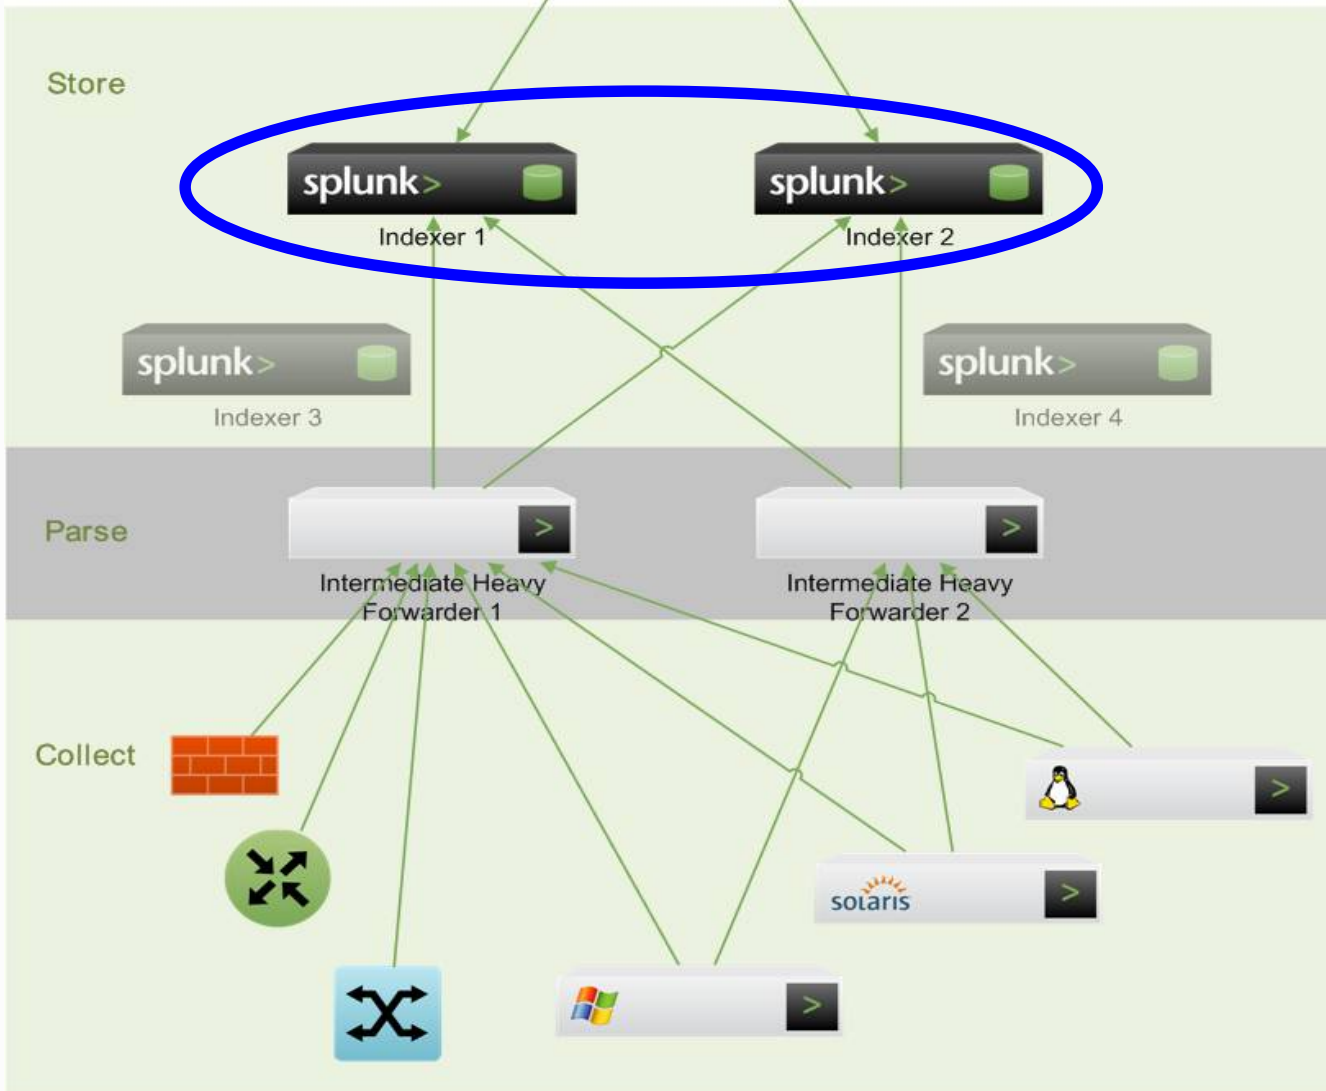 Store
splunk>
splunk>
Indexer 1
Indexer 2
splunk>
splunk>
Indexer 3
Indexer 4
Parse
>
>
Intermediate Heavy
Forwarder 1
Intermediate Heavy
Forwarder 2
Collect
>
solaris
>
>